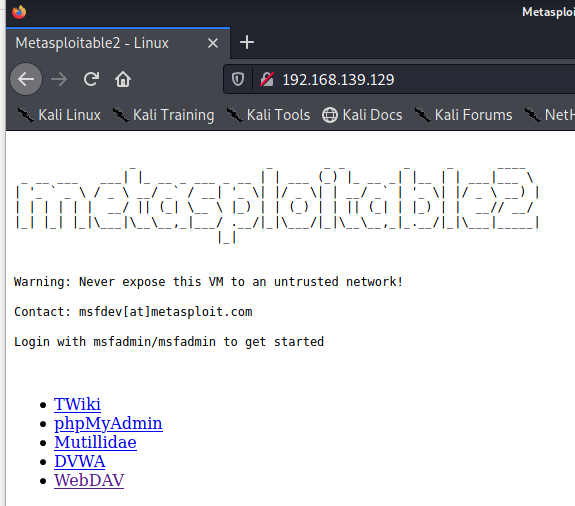 Metasploi
Metasploitable2 - Linux
192.168.139.129
Kali Linux Kali Training Kali Tools Kali Docs Kali Forums NetH
metasploitable2
Warning: Never expose this VM to an untrusted network!
Contact: msfdev[at]metasploit.com
Login with msfadmin/msfadmin to get started
TWiki
phpMyAdmin
Mutillidae
DVWA
WebDAV